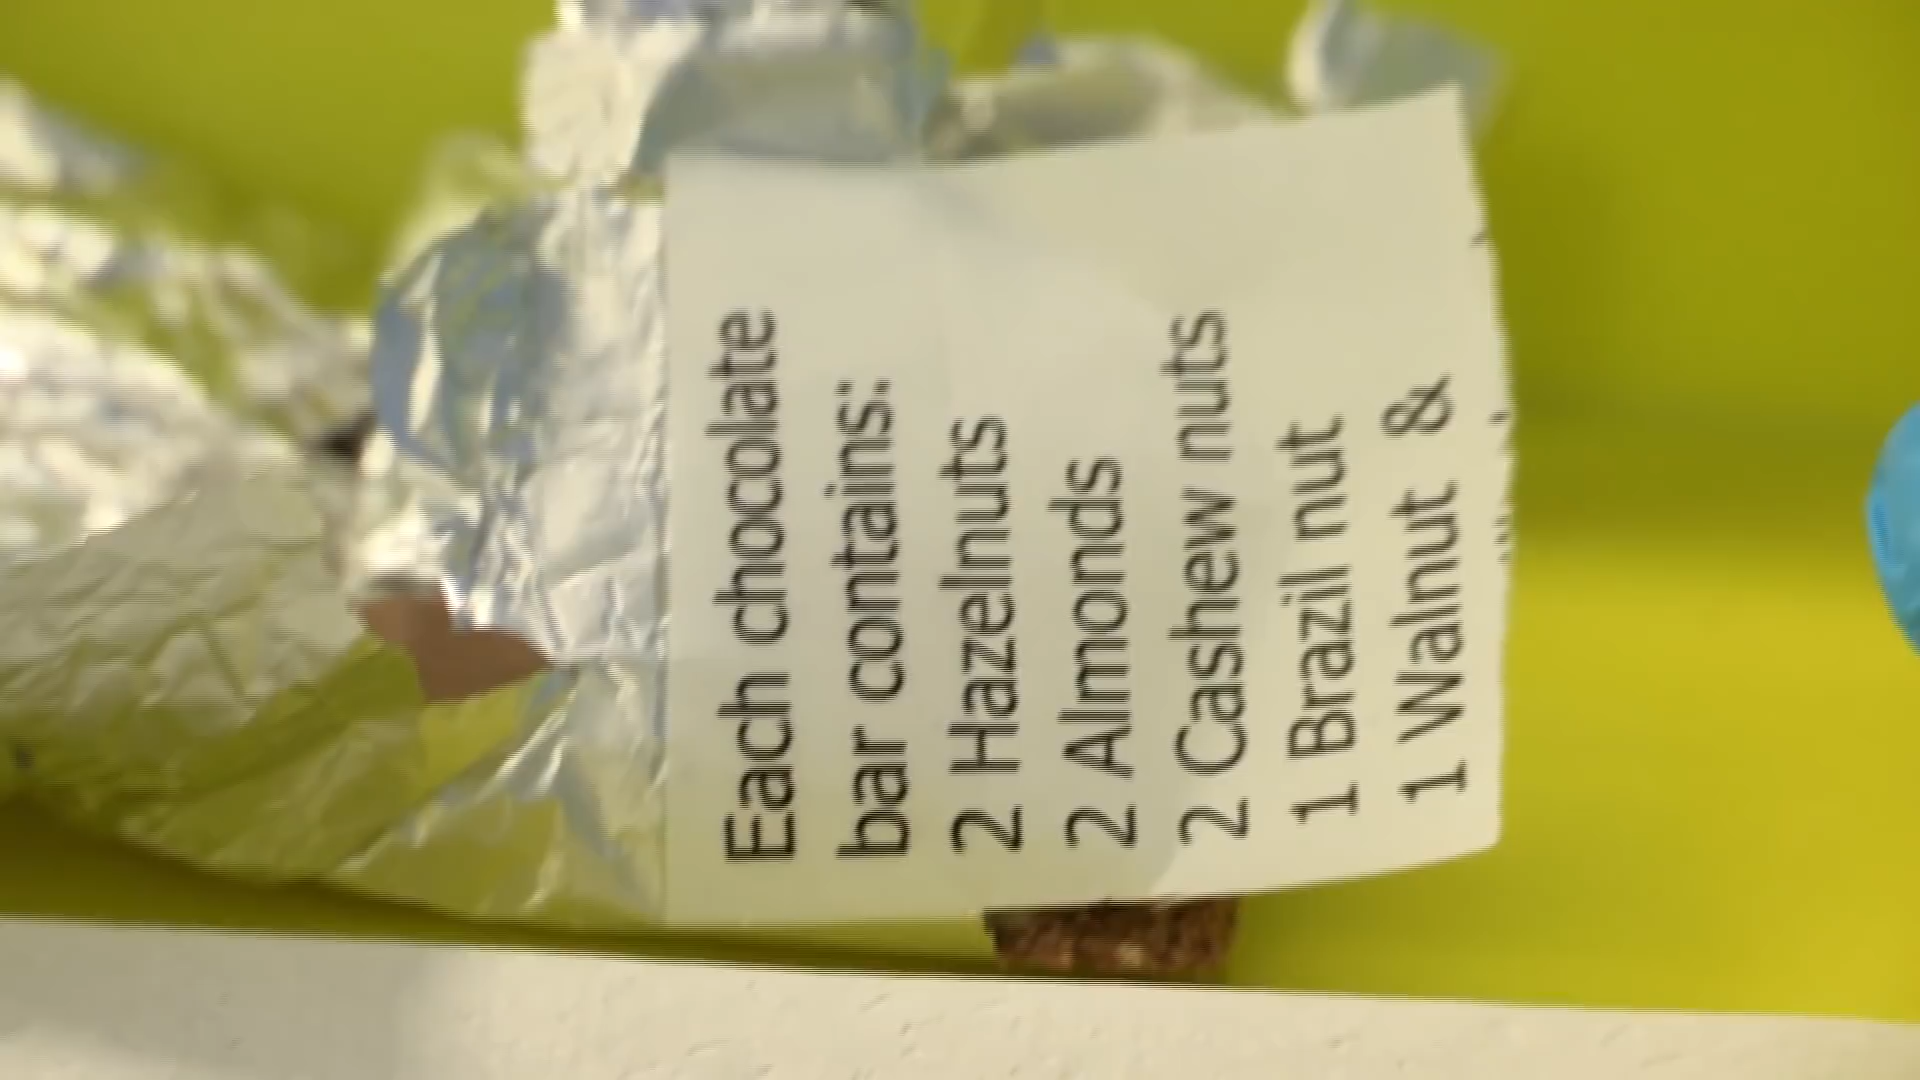 Each chocolate
bar contains:
2 Hazelnuts
2 Almonds
2 Cashew nuts
1 Brazil nut
1 Walnut &